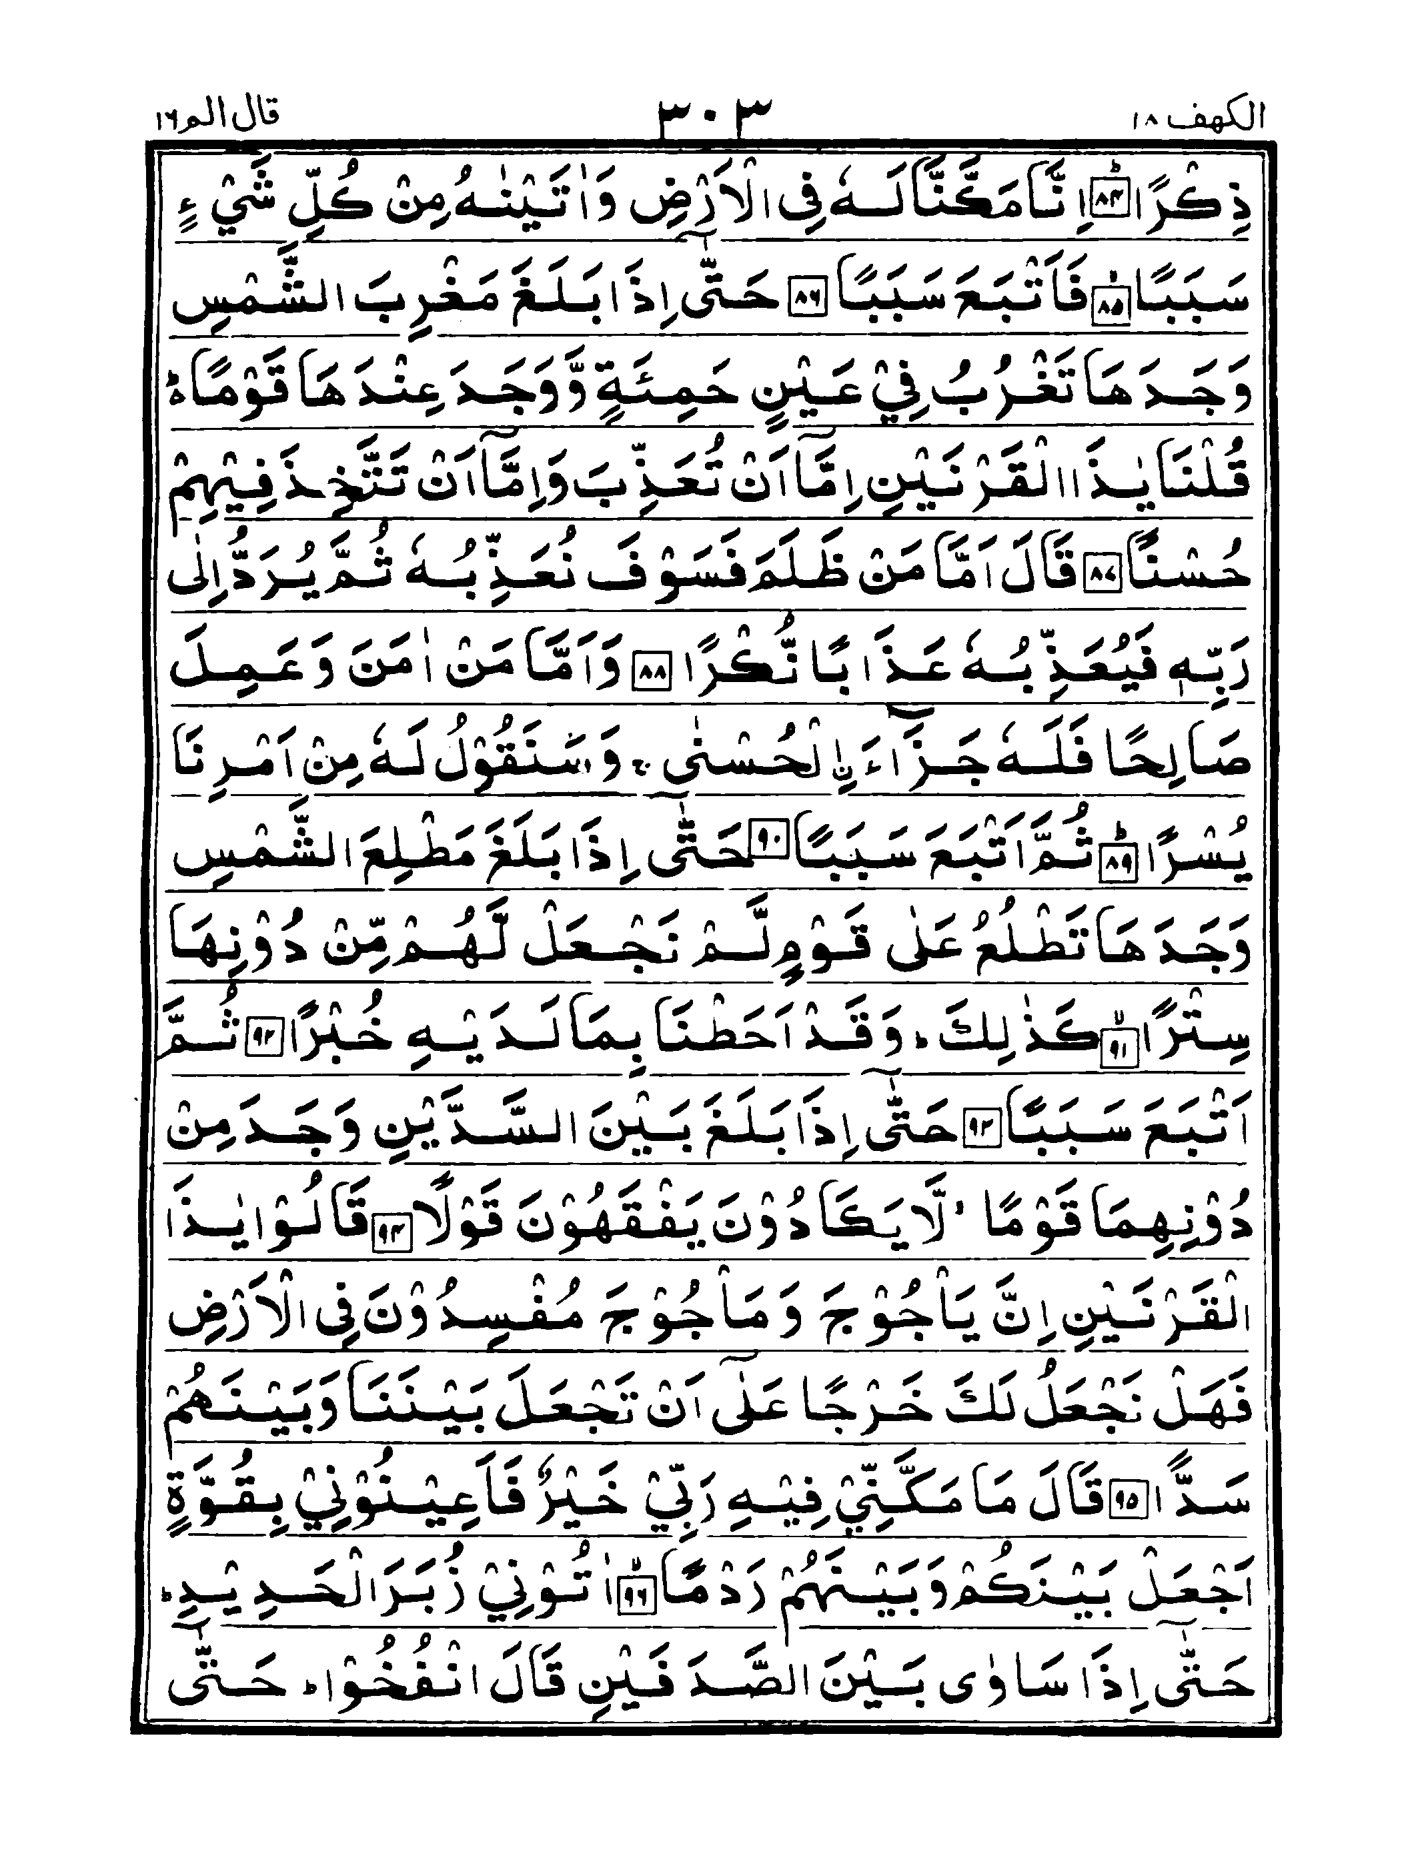 الكهف ١٨
٣٠٣
قال الم ١٦
ذِكْرًا ؕ ٨٤ اِنَّا مَكَّنَّا لَهٗ فِى الْاَرْضِ وَاٰتَيْنٰهُ مِنْ كُلِّ شَيْءٍ
سَبَبًا ۙ ٨٥ فَاَتْبَعَ سَبَبًا ٨٦ حَتّٰٓى اِذَا بَلَغَ مَغْرِبَ الشَّمْسِ
وَجَدَهَا تَغْرُبُ فِيْ عَيْنٍ حَمِئَةٍ وَّوَجَدَ عِنْدَهَا قَوْمًا ۥؕ
قُلْنَا يٰذَا الْقَرْنَيْنِ اِمَّآ اَنْ تُعَذِّبَ وَاِمَّآ اَنْ تَتَّخِذَ فِيْهِمْ
حُسْنًا ٨٧ قَالَ اَمَّا مَنْ ظَلَمَ فَسَوْفَ نُعَذِّبُهٗ ثُمَّ يُرَدُّ اِلٰى
رَبِّهٖ فَيُعَذِّبُهٗ عَذَابًا نُّكْرًا ٨٨ وَاَمَّا مَنْ اٰمَنَ وَعَمِلَ
صَالِحًا فَلَهٗ جَزَآءَ ۨالْحُسْنٰى ۚ وَسَنَقُوْلُ لَهٗ مِنْ اَمْرِنَا
يُسْرًا ؕ ٨٩ ثُمَّ اَتْبَعَ سَبَبًا ٩٠ حَتّٰٓى اِذَا بَلَغَ مَطْلِعَ الشَّمْسِ
وَجَدَهَا تَطْلُعُ عَلٰى قَوْمٍ لَّمْ نَجْعَلْ لَّهُمْ مِّنْ دُوْنِهَا
سِتْرًا ۙ ٩١ كَذٰلِكَ ؕ وَقَدْ اَحَطْنَا بِمَا لَدَيْهِ خُبْرًا ٩٢ ثُمَّ
اَتْبَعَ سَبَبًا ٩٣ حَتّٰٓى اِذَا بَلَغَ بَيْنَ السَّدَّيْنِ وَجَدَ مِنْ
دُوْنِهِمَا قَوْمًا ۙ لَّا يَكَادُوْنَ يَفْقَهُوْنَ قَوْلًا ٩٤ قَالُوْا يٰذَا
الْقَرْنَيْنِ اِنَّ يَاْجُوْجَ وَمَاْجُوْجَ مُفْسِدُوْنَ فِى الْاَرْضِ
فَهَلْ نَجْعَلُ لَكَ خَرْجًا عَلٰٓى اَنْ تَجْعَلَ بَيْنَنَا وَبَيْنَهُمْ
سَدًّا ٩٥ قَالَ مَا مَكَّنِّيْ فِيْهِ رَبِّيْ خَيْرٌ فَاَعِيْنُوْنِيْ بِقُوَّةٍ
اَجْعَلْ بَيْنَكُمْ وَبَيْنَهُمْ رَدْمًا ۙ ٩٦ اٰتُوْنِيْ زُبَرَ الْحَدِيْدِ ؕ
حَتّٰٓى اِذَا سَاوٰى بَيْنَ الصَّدَفَيْنِ قَالَ انْفُخُوْا ؕ حَتّٰٓى